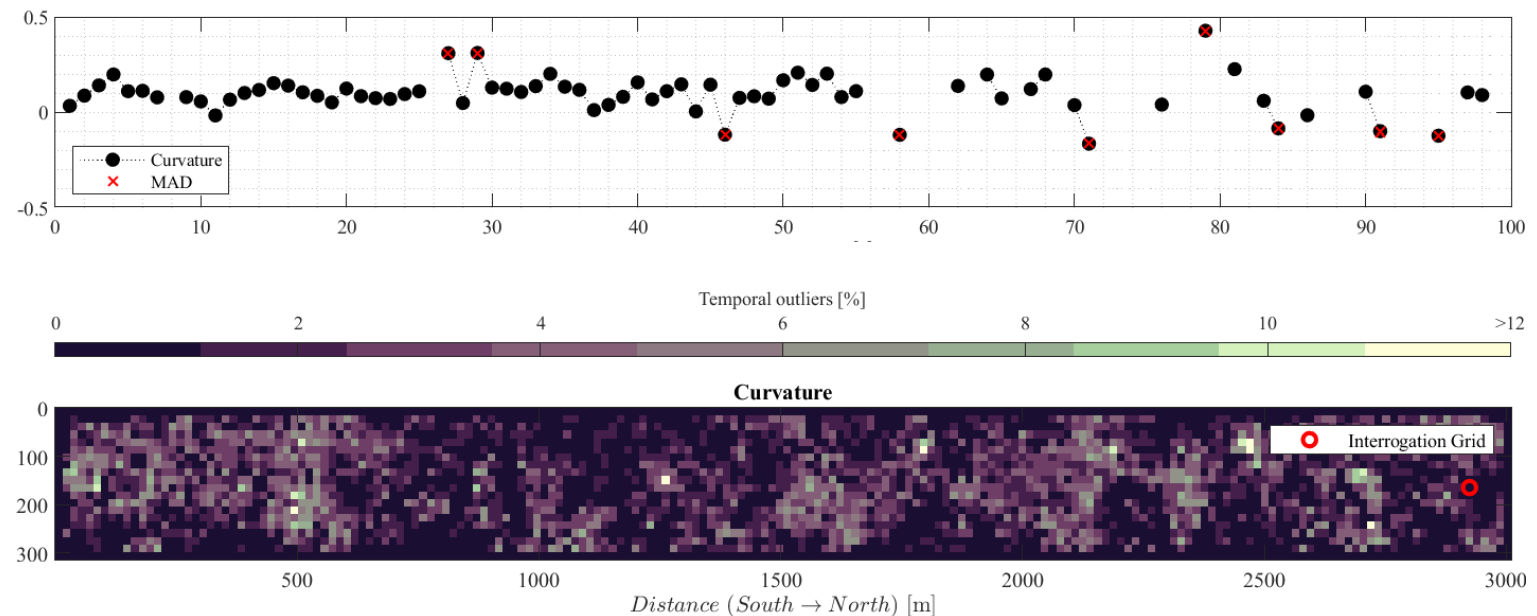 0.5
0
-0.5
Curvature
MAD
0 10 20 30 40 50 60 70 80 90 100
Temporal outliers [%]
0 2 4 6 8 10 >12
Curvature
0
100
200
300
Interrogation Grid
500 1000 1500 2000 2500 3000
Distance (South → North) [m]